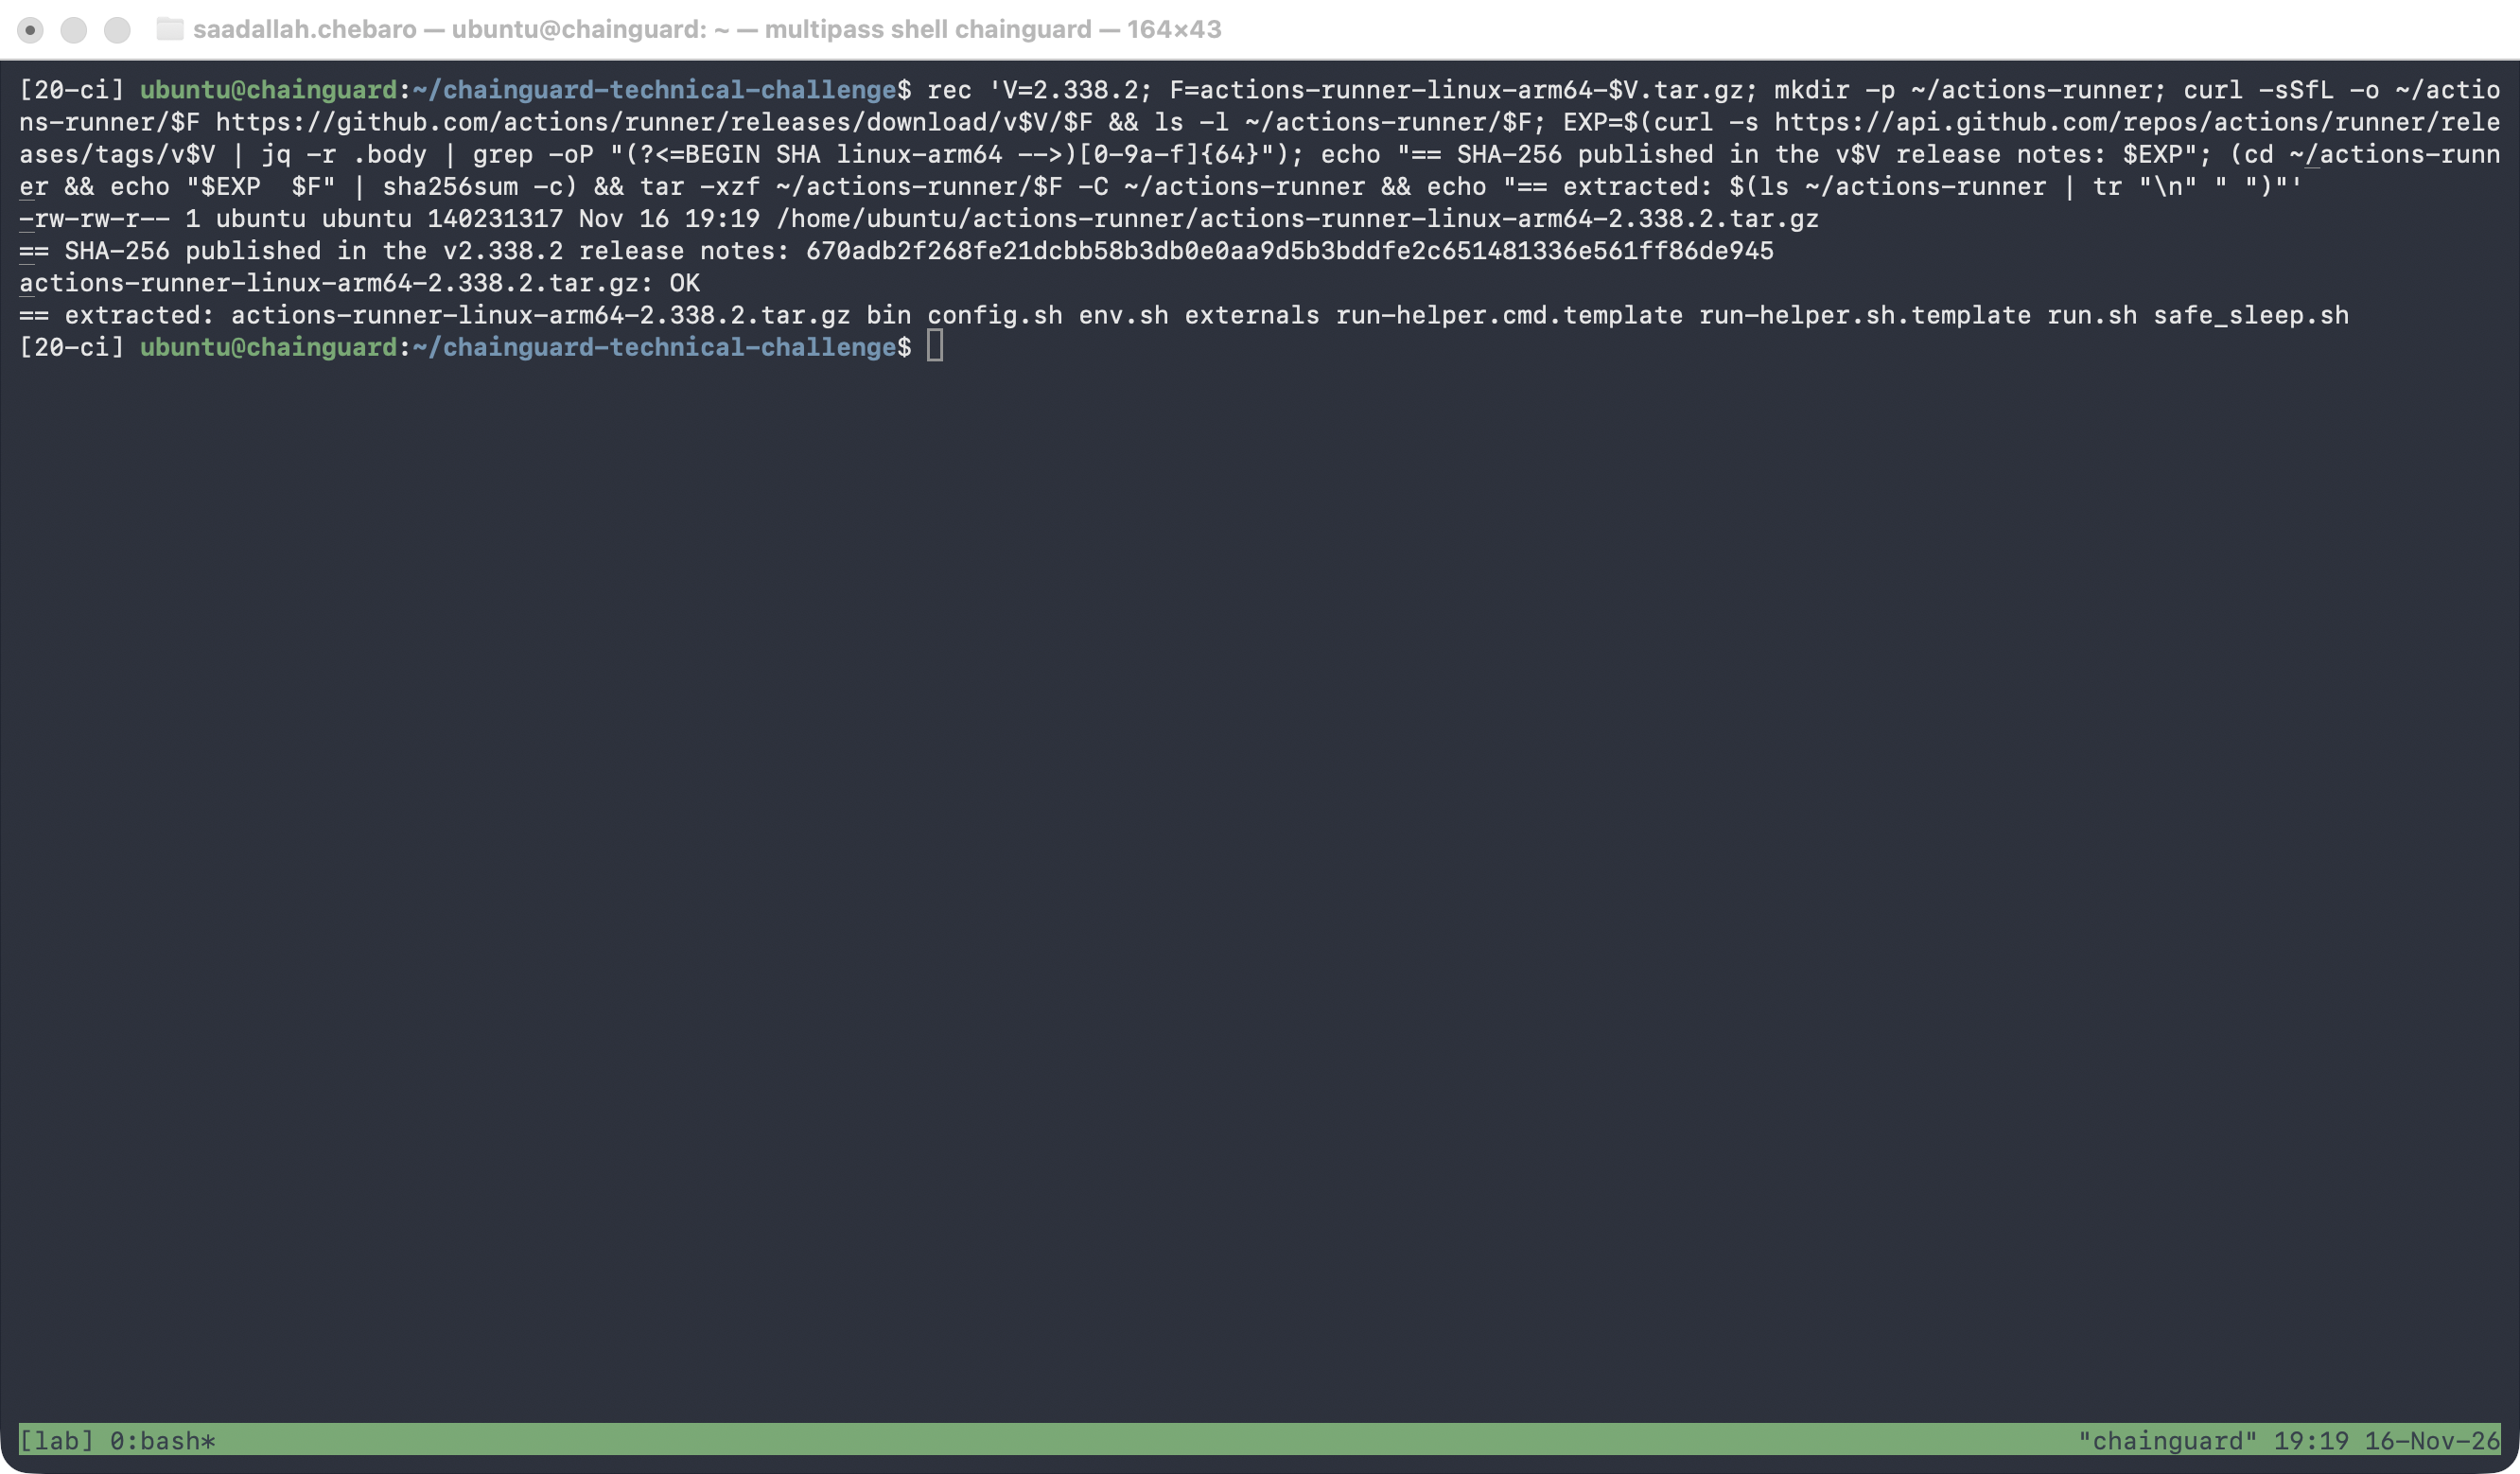 saadallah.chebaro — ubuntu@chainguard: ~ — multipass shell chainguard — 164×43
[20-ci] ubuntu@chainguard:~/chainguard-technical-challenge$ rec 'V=2.338.2; F=actions-runner-linux-arm64-$V.tar.gz; mkdir -p ~/actions-runner; curl -sSfL -o ~/actio
ns-runner/$F https://github.com/actions/runner/releases/download/v$V/$F && ls -l ~/actions-runner/$F; EXP=$(curl -s https://api.github.com/repos/actions/runner/rele
ases/tags/v$V | jq -r .body | grep -oP "(?<=BEGIN SHA linux-arm64 -->)[0-9a-f]{64}"); echo "== SHA-256 published in the v$V release notes: $EXP"; (cd ~/actions-runn
er && echo "$EXP  $F" | sha256sum -c) && tar -xzf ~/actions-runner/$F -C ~/actions-runner && echo "== extracted: $(ls ~/actions-runner | tr "\n" " ")"'
-rw-rw-r-- 1 ubuntu ubuntu 140231317 Nov 16 19:19 /home/ubuntu/actions-runner/actions-runner-linux-arm64-2.338.2.tar.gz
== SHA-256 published in the v2.338.2 release notes: 670adb2f268fe21dcbb58b3db0e0aa9d5b3bddfe2c651481336e561ff86de945
actions-runner-linux-arm64-2.338.2.tar.gz: OK
== extracted: actions-runner-linux-arm64-2.338.2.tar.gz bin config.sh env.sh externals run-helper.cmd.template run-helper.sh.template run.sh safe_sleep.sh
[20-ci] ubuntu@chainguard:~/chainguard-technical-challenge$
[lab] 0:bash* "chainguard" 19:19 16-Nov-26